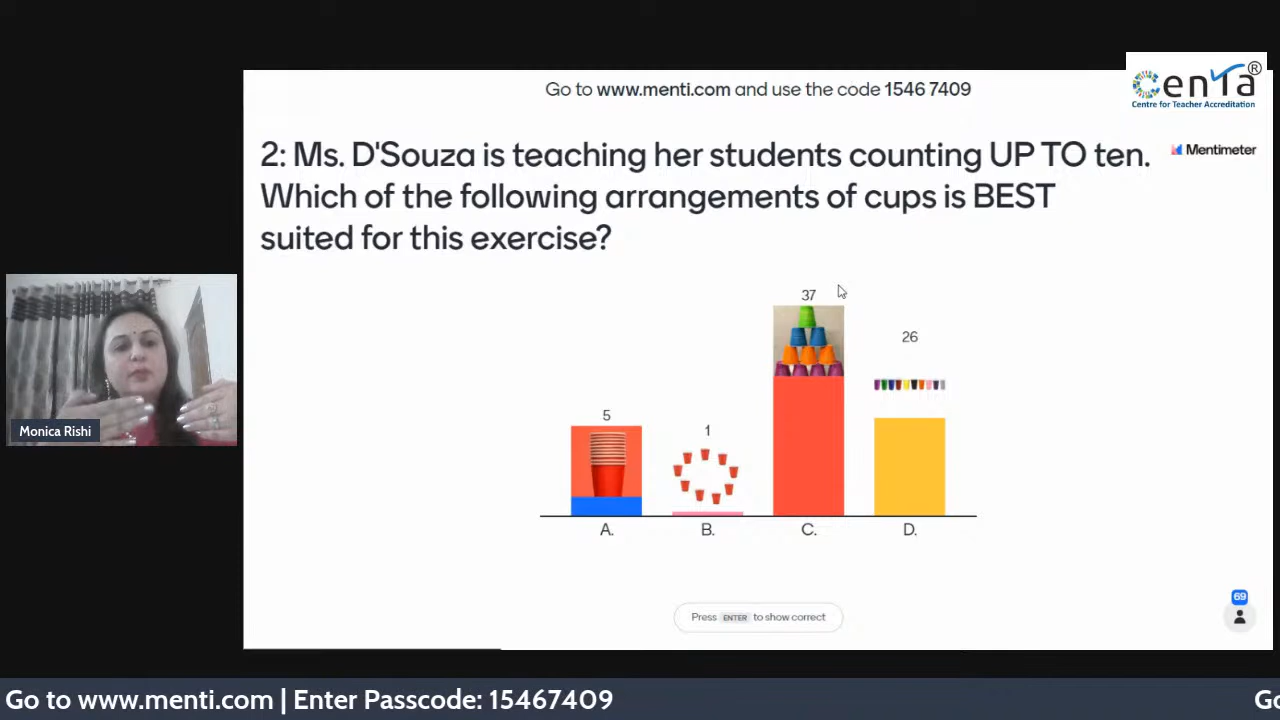 Go to www.menti.com and use the code 1546 7409
CENTA®
Centre for Teacher Accreditation
Mentimeter
2: Ms. D'Souza is teaching her students counting UP TO ten.
Which of the following arrangements of cups is BEST
suited for this exercise?
37
26
5
1
A.
B.
C.
D.
Monica Rishi
Press ENTER to show correct
69
Go to www.menti.com | Enter Passcode: 15467409
Go